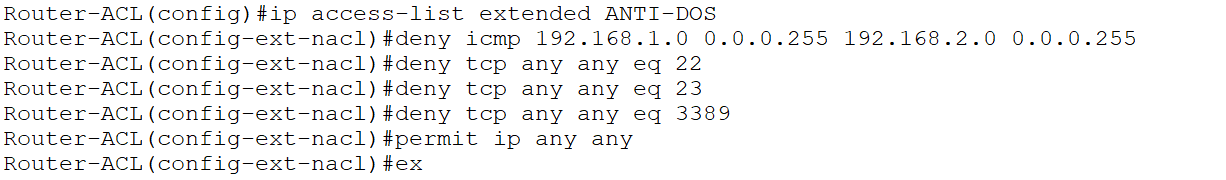 Router-ACL(config)#ip access-list extended ANTI-DOS
Router-ACL(config-ext-nacl)#deny icmp 192.168.1.0 0.0.0.255 192.168.2.0 0.0.0.255
Router-ACL(config-ext-nacl)#deny tcp any any eq 22
Router-ACL(config-ext-nacl)#deny tcp any any eq 23
Router-ACL(config-ext-nacl)#deny tcp any any eq 3389
Router-ACL(config-ext-nacl)#permit ip any any
Router-ACL(config-ext-nacl)#ex